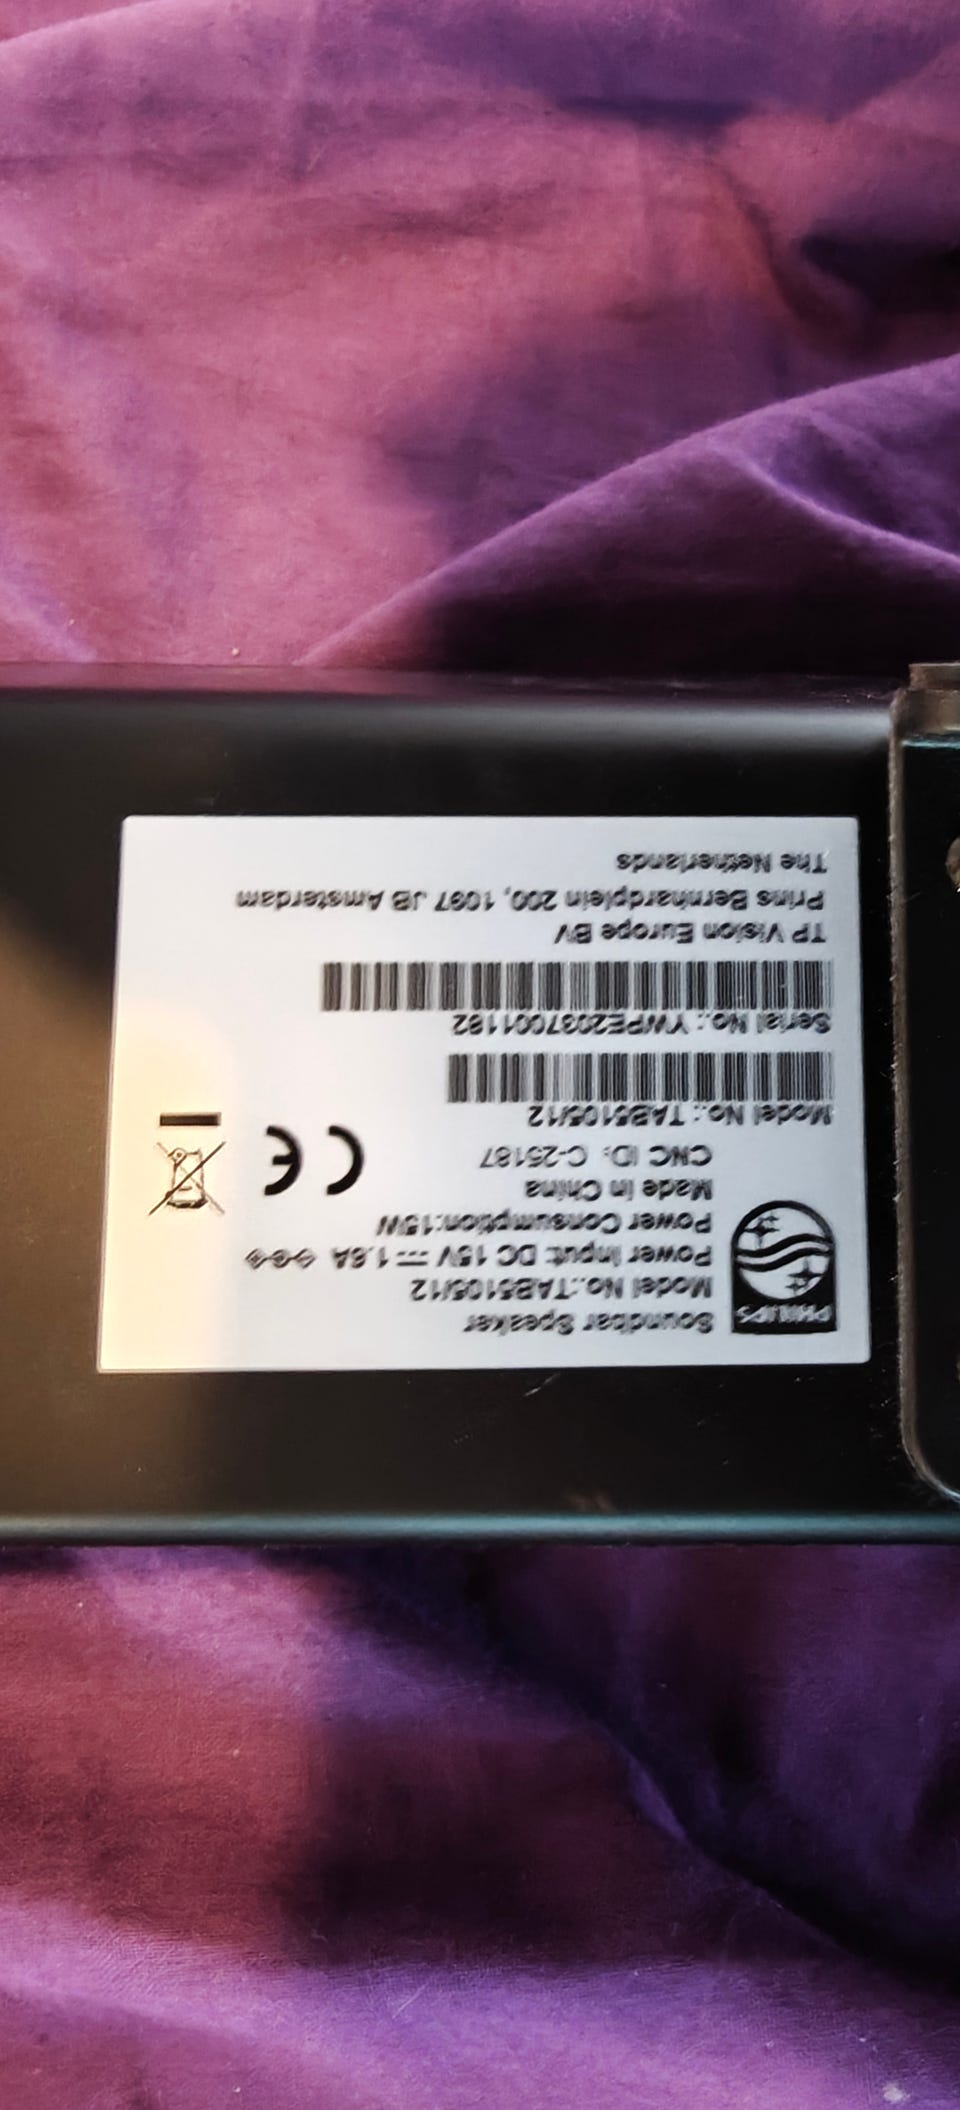 PHILIPS
Soundbar Speaker
Model No.:TAB5105/12
Power Input: DC 15V ⎓ 1.6A
Power Consumption:15W
Made in China
CNC ID: C-25187
Model No.: TAB5105/12
CE
Serial No.: YWPE2037001182
TP Vision Europe BV
Prins Bernhardplein 200, 1097 JB Amsterdam
The Netherlands